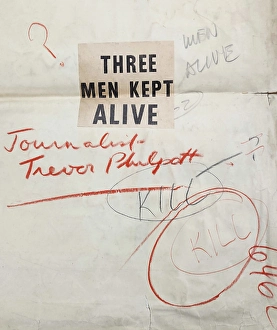 ?
MEN
ALIVE
THREE
MEN KEPT
ALIVE
-?
Journalist-
Trevor Philpott
-?
KILL
KILL